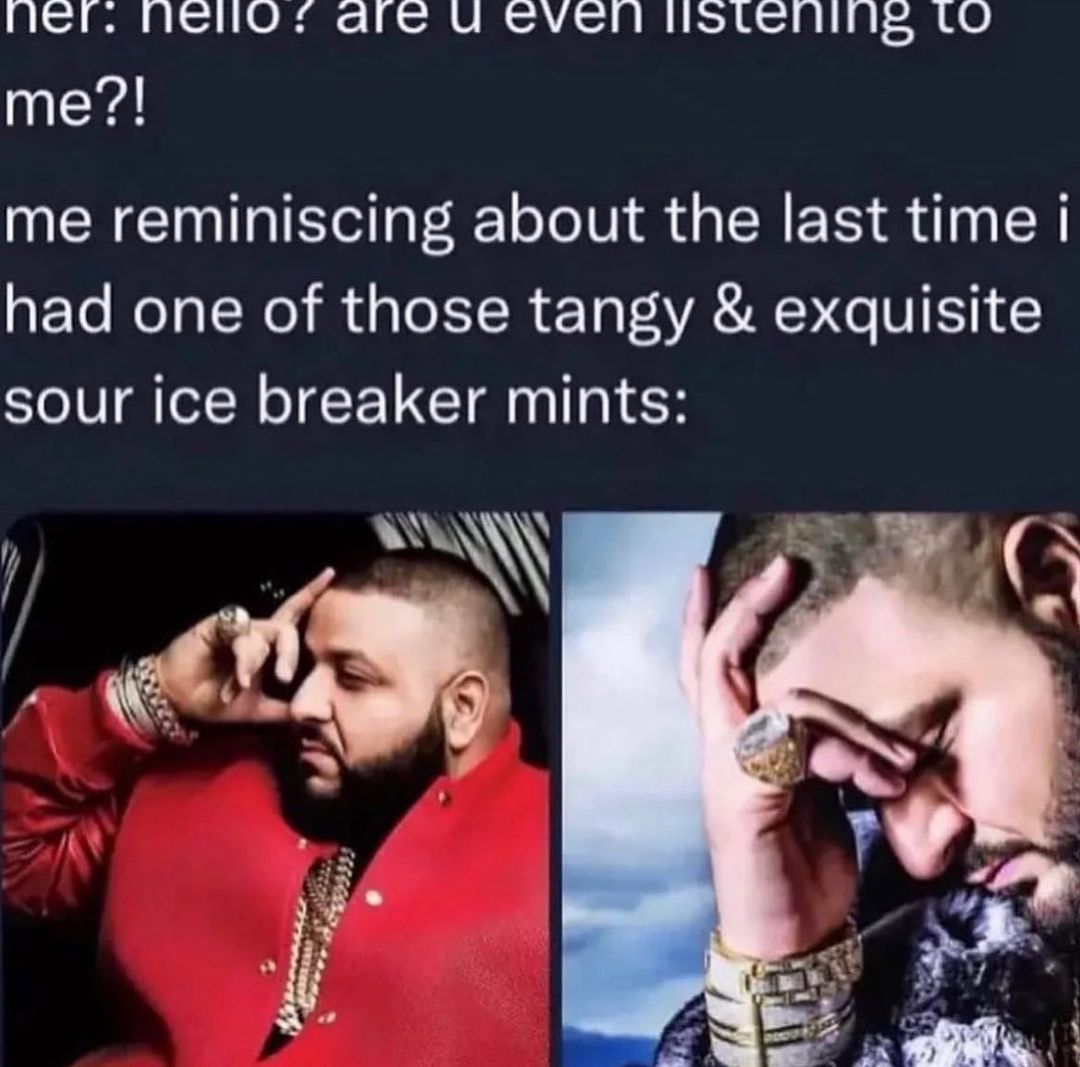 her: hello? are u even listening to
me?!
me reminiscing about the last time i
had one of those tangy & exquisite
sour ice breaker mints: